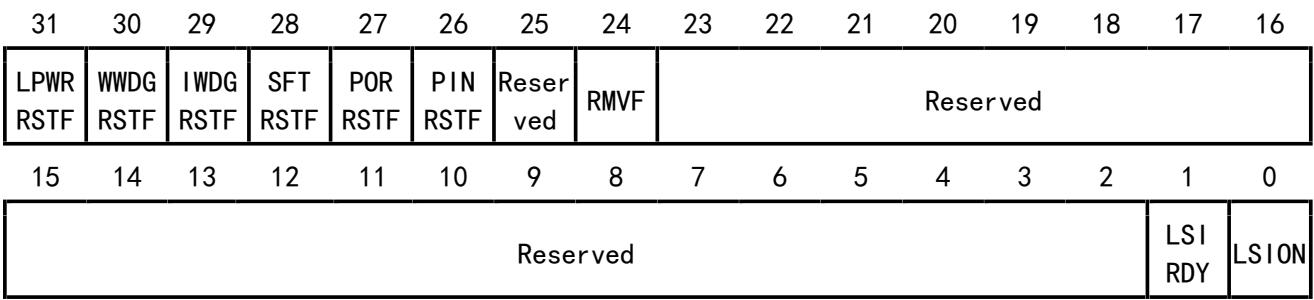 31 30 29 28 27 26 25 24 23 22 21 20 19 18 17 16
LPWR WWDG IWDG SFT POR PIN Reser
RSTF RSTF RSTF RSTF RSTF RSTF ved RMVF Reserved
15 14 13 12 11 10 9 8 7 6 5 4 3 2 1 0
Reserved LSI
RDY LSION